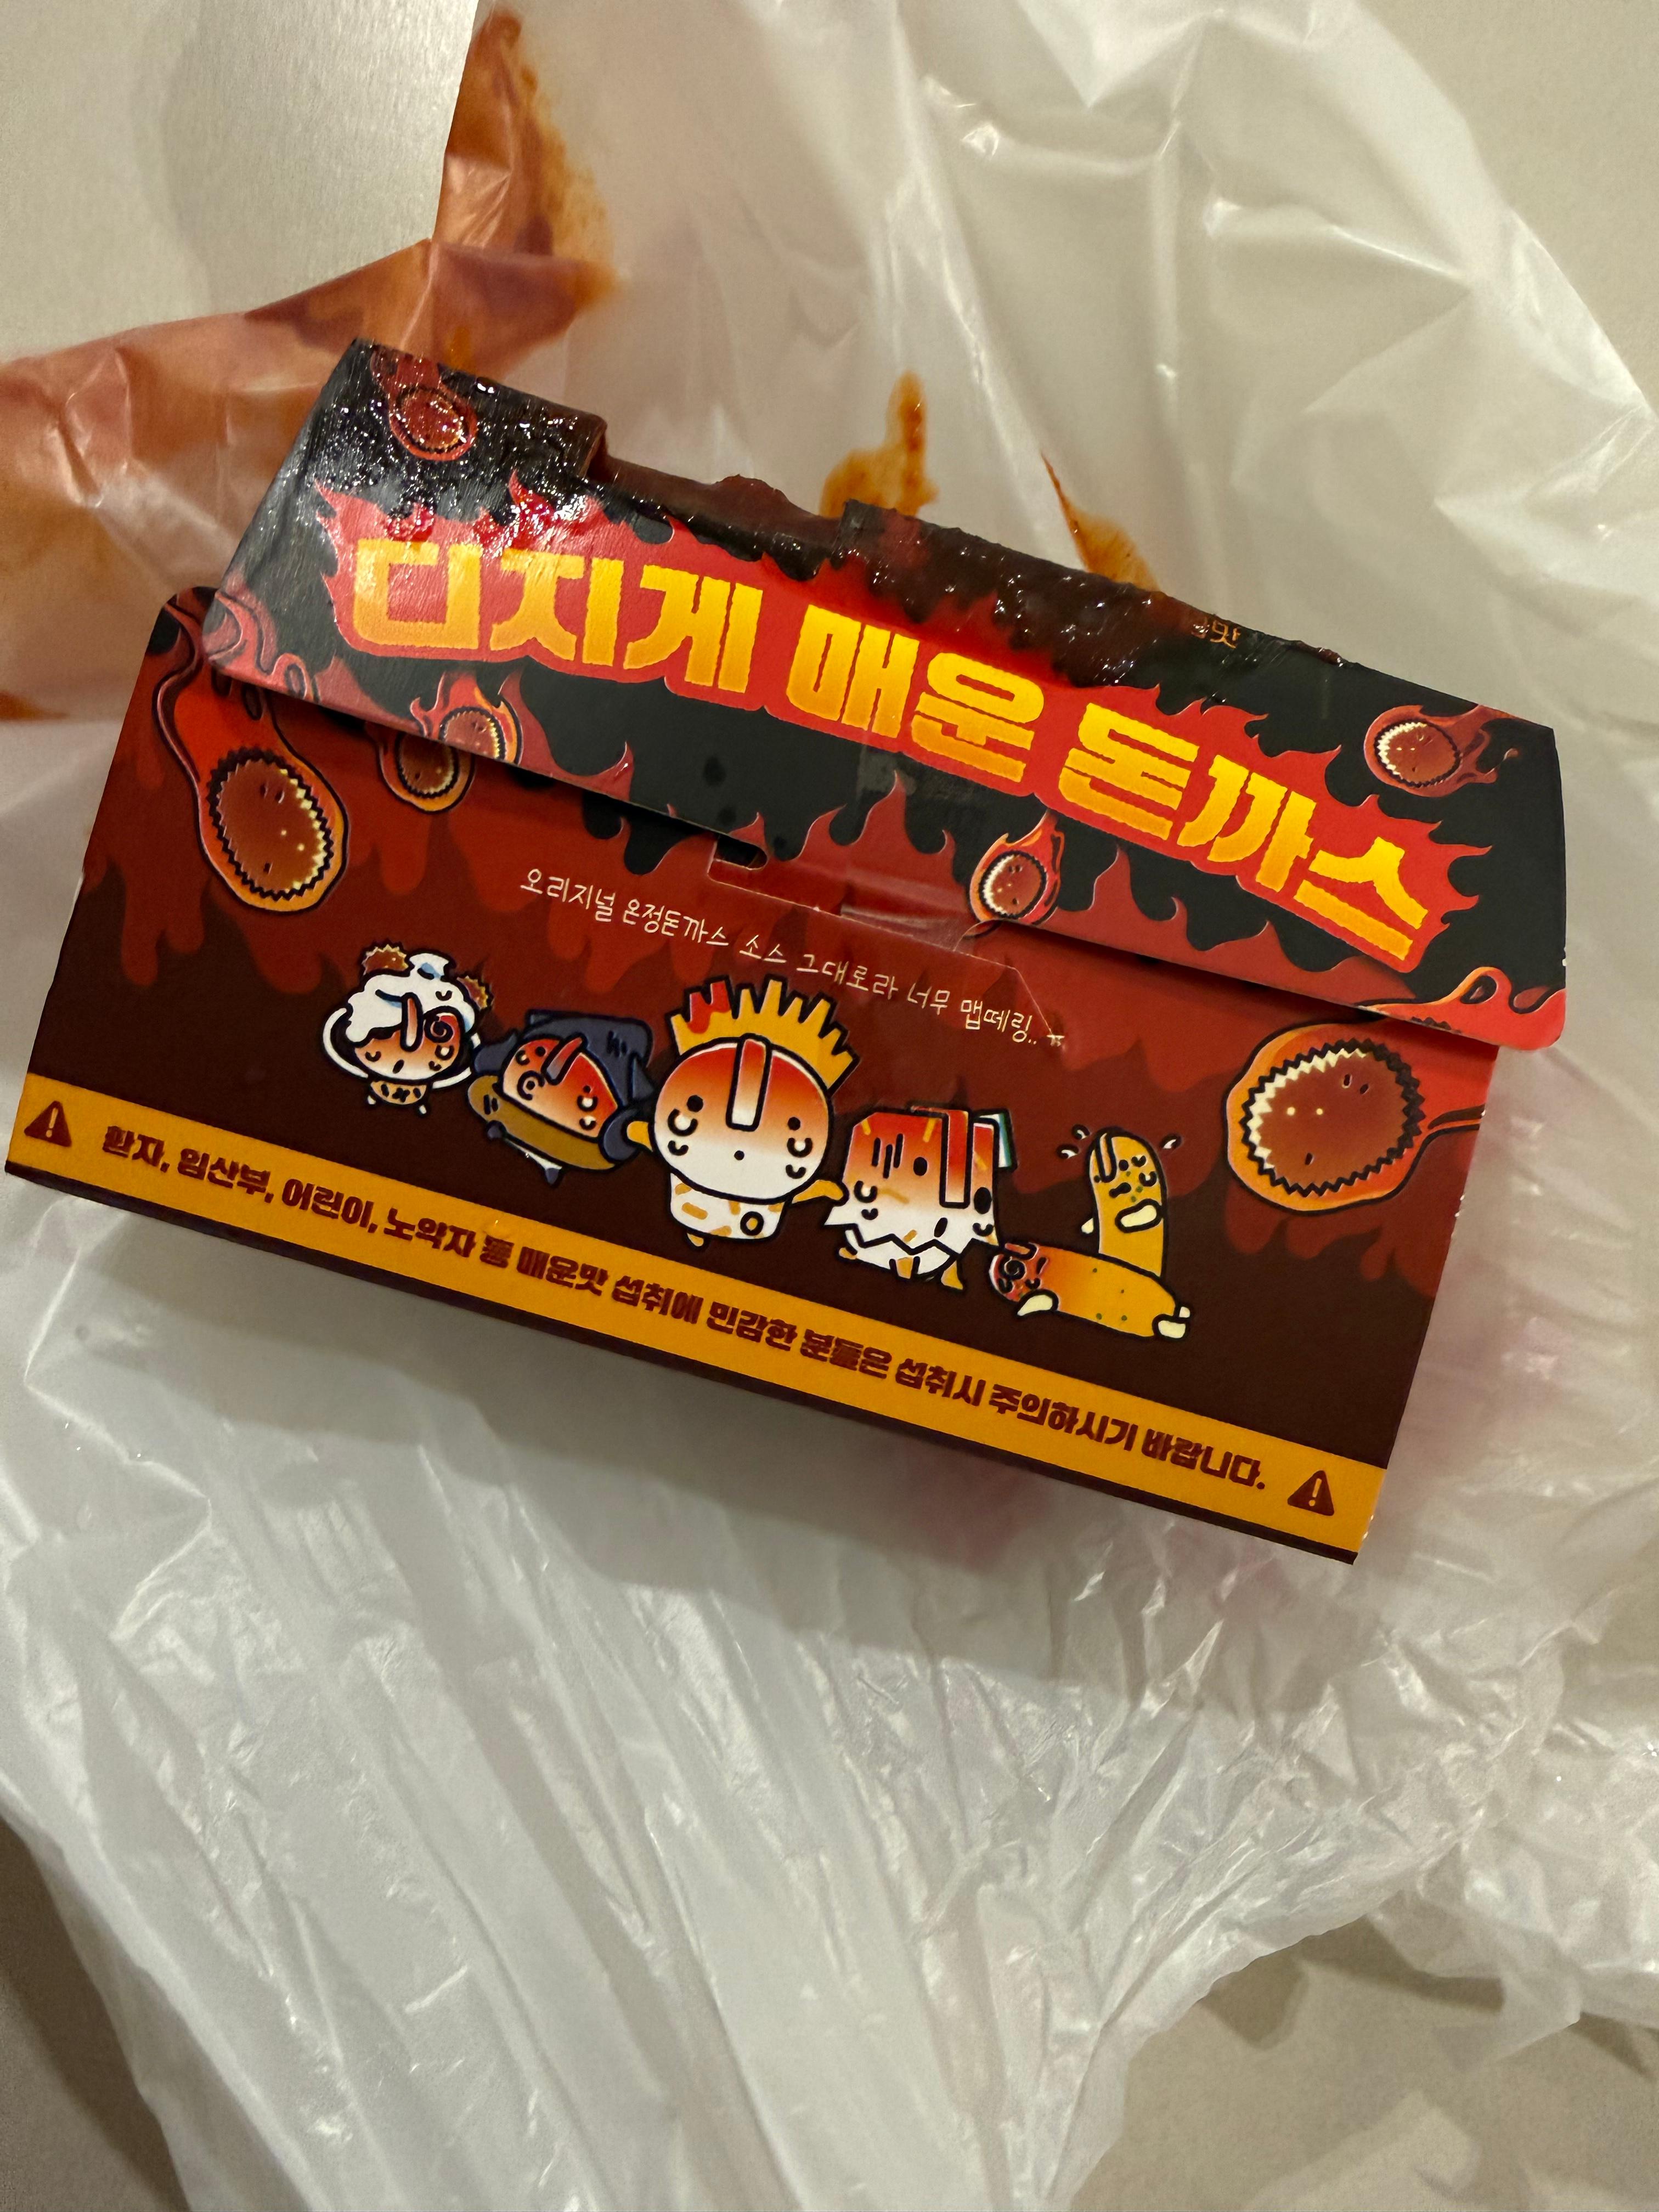 디지게 매운 돈까스
오리지널 온정돈까스 소스 그대로라 너무 맵떼링.. ㅠ
환자, 임산부, 어린이, 노약자 등 매운맛 섭취에 민감한 분들은 섭취시 주의하시기 바랍니다.